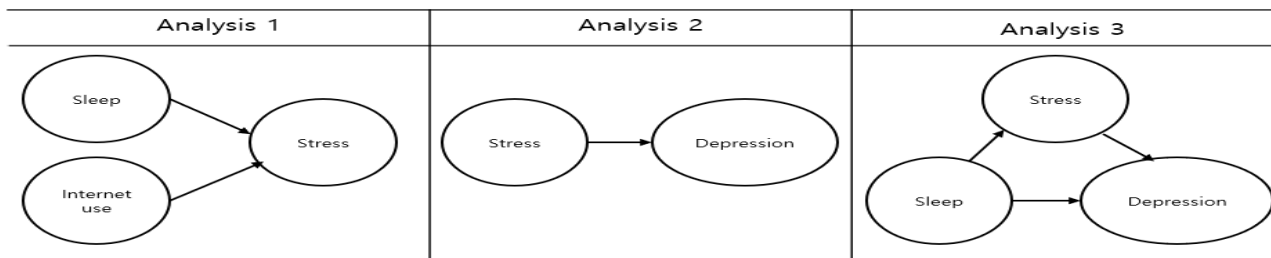 Analysis 1
Analysis 2
Analysis 3
Sleep
Stress
Internet
use
Stress
Depression
Stress
Sleep
Depression